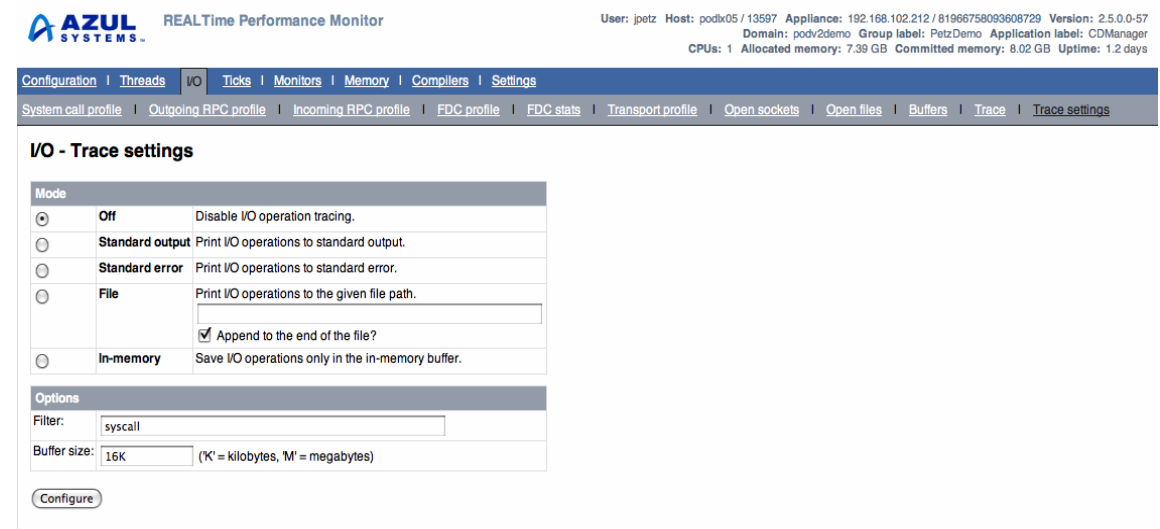 AZUL SYSTEMS
REALTime Performance Monitor
User: jpetz Host: podlx05 / 13597 Appliance: 192.168.102.212 / 81966758093608729 Version: 2.5.0.0-57
Domain: podv2demo Group label: PetzDemo Application label: CDManager
CPUs: 1 Allocated memory: 7.39 GB Committed memory: 8.02 GB Uptime: 1.2 days
Configuration | Threads | I/O | Ticks | Monitors | Memory | Compilers | Settings
System call profile | Outgoing RPC profile | Incoming RPC profile | FDC profile | FDC stats | Transport profile | Open sockets | Open files | Buffers | Trace | Trace settings
I/O - Trace settings
Mode
Off Disable I/O operation tracing.
Standard output Print I/O operations to standard output.
Standard error Print I/O operations to standard error.
File Print I/O operations to the given file path.
Append to the end of the file?
In-memory Save I/O operations only in the in-memory buffer.
Options
Filter: syscall
Buffer size: 16K ('K' = kilobytes, 'M' = megabytes)
Configure